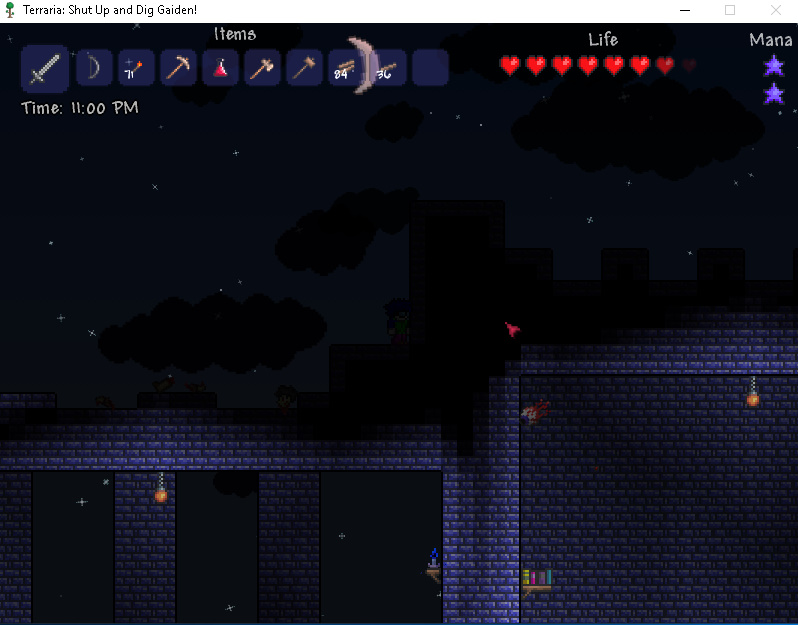 Terraria: Shut Up and Dig Gaiden!
Items
Life
Mana
71
84
36
Time: 11:00 PM